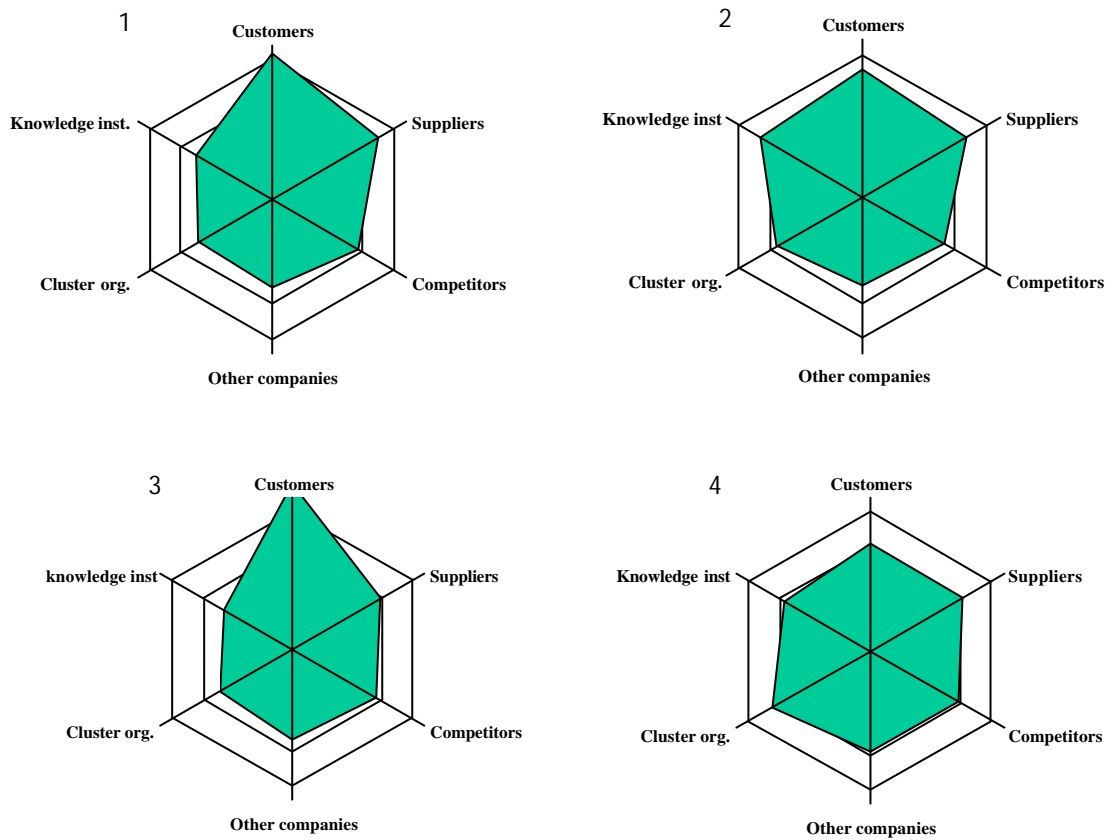 1
Customers
Knowledge inst.
Suppliers
Cluster org.
Competitors
Other companies
2
Customers
Knowledge inst
Suppliers
Cluster org.
Competitors
Other companies
3
Customers
knowledge inst
Suppliers
Cluster org.
Competitors
Other companies
4
Customers
Knowledge inst
Suppliers
Cluster org.
Competitors
Other companies